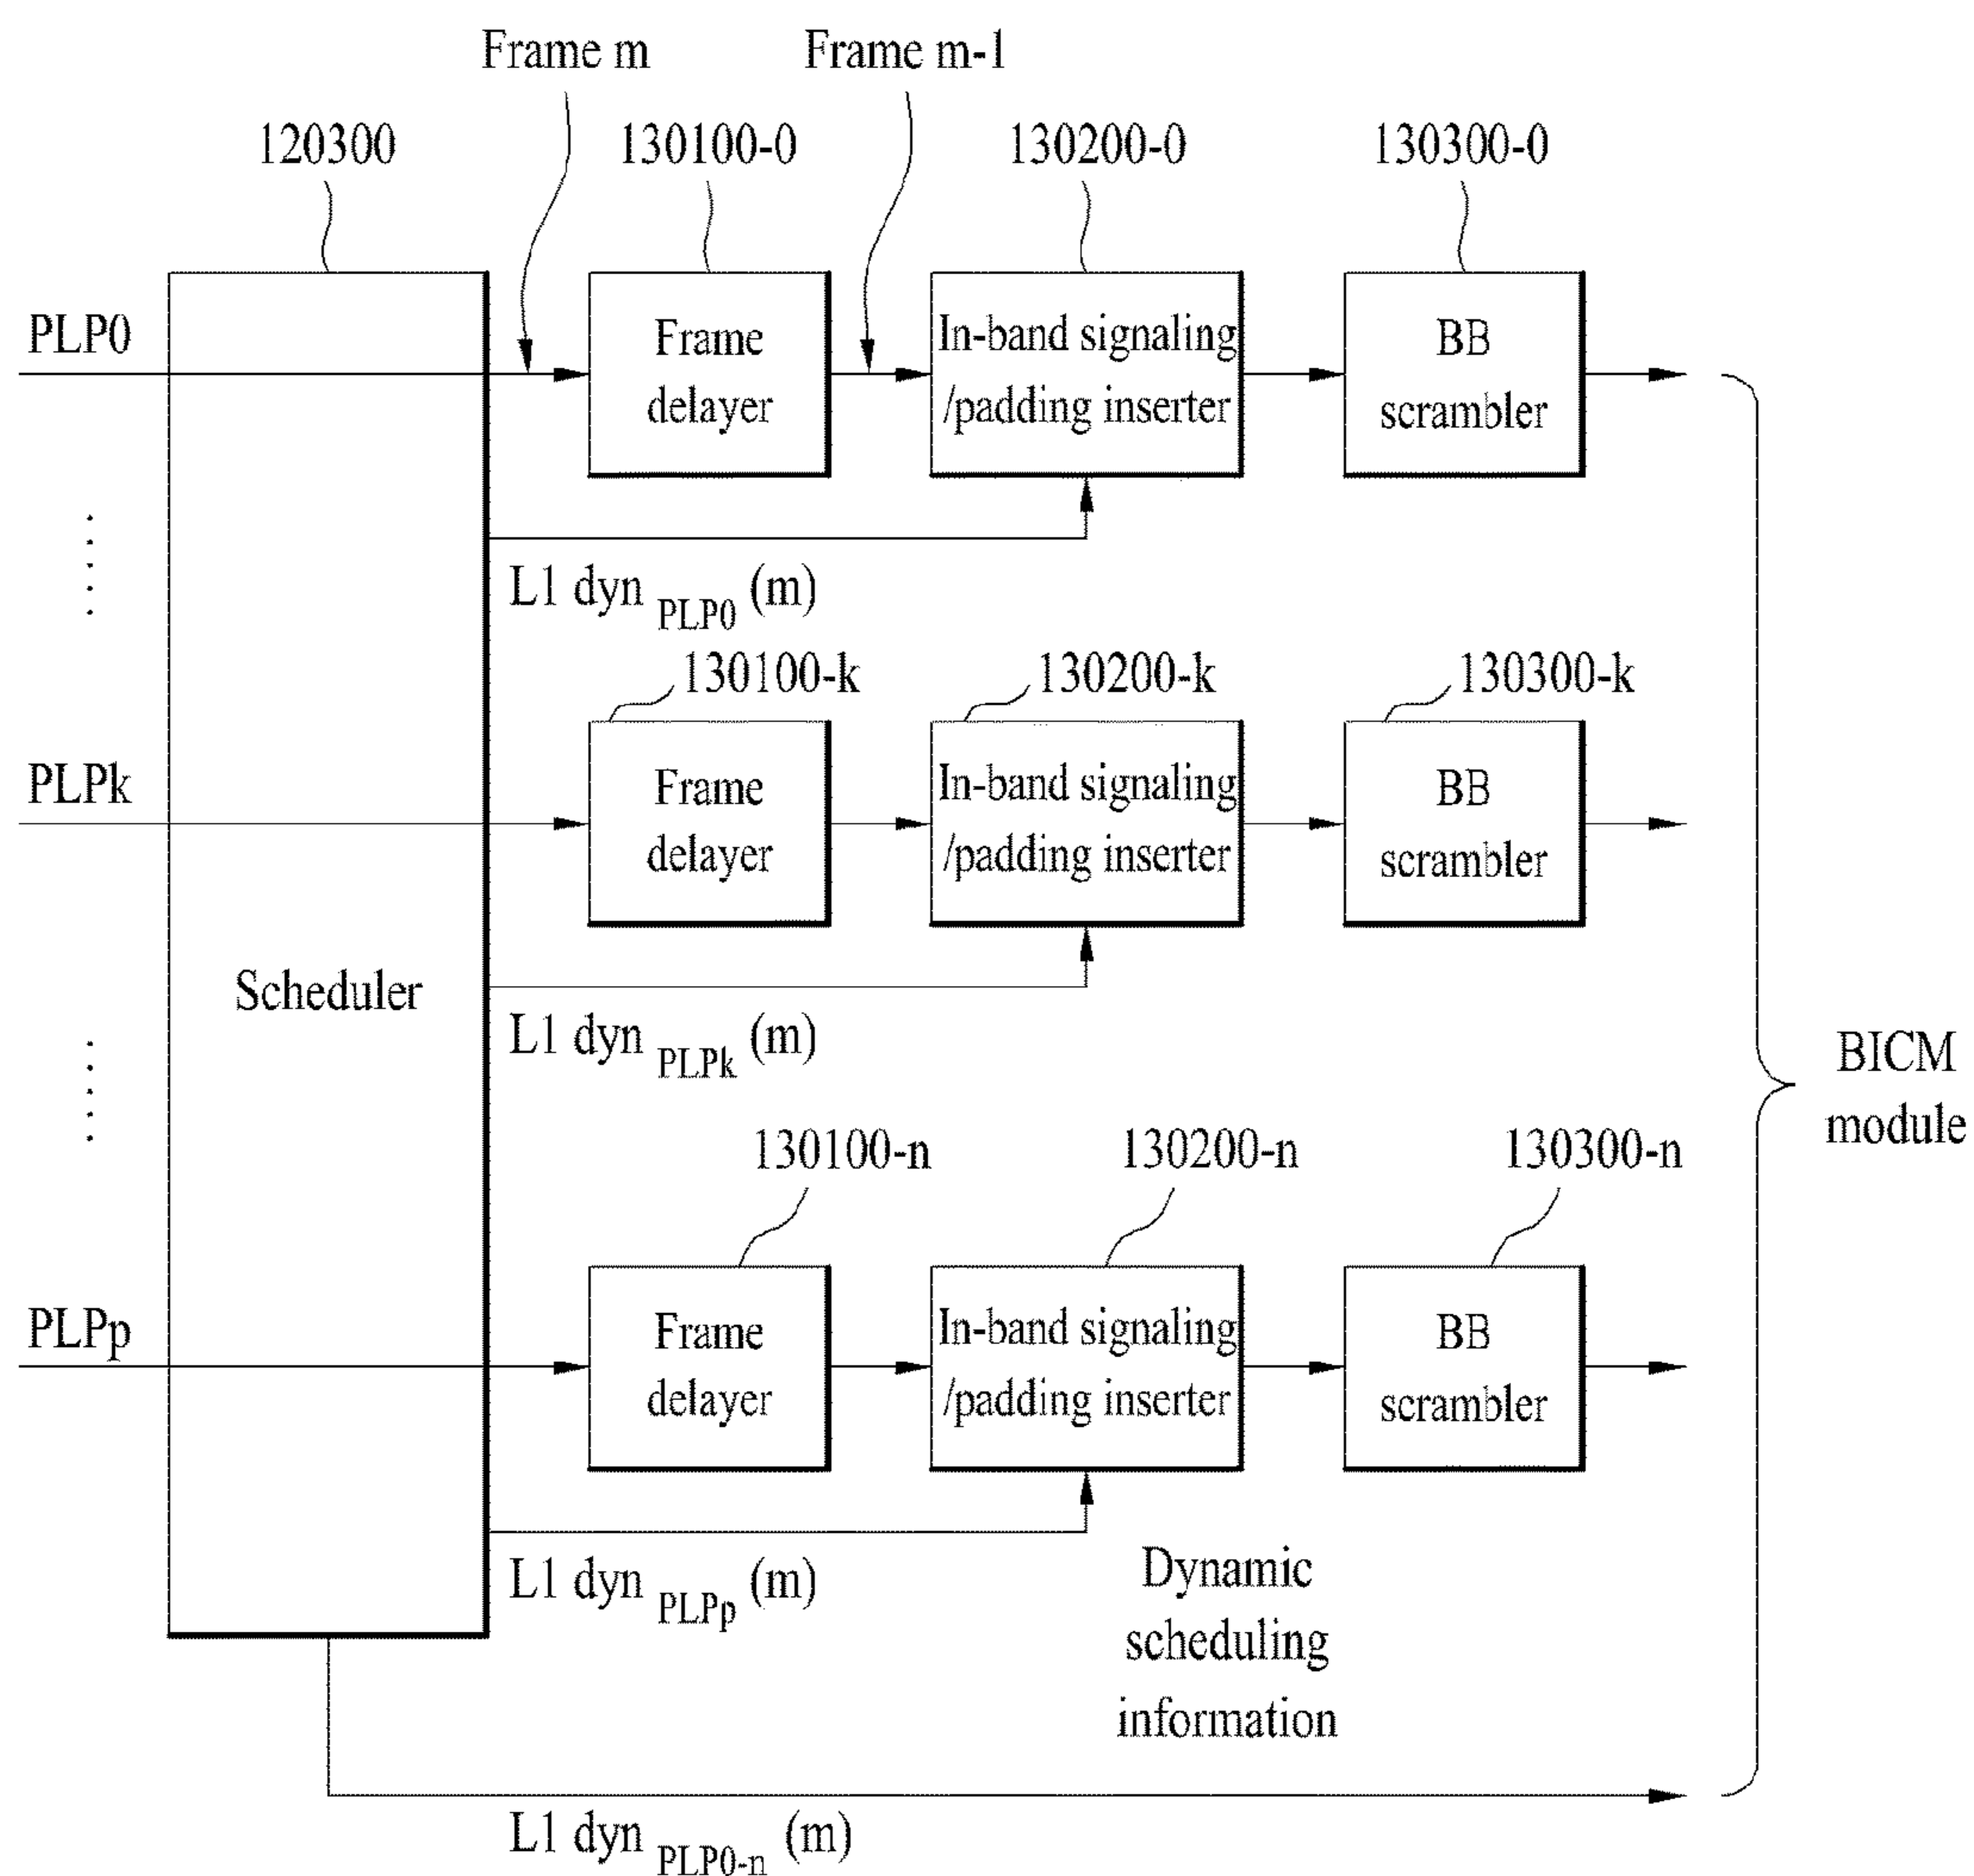 Frame m
Frame m-1
120300
130100-0
130200-0
130300-0
PLP0
Frame
delayer
In-band signaling
/padding inserter
BB
scrambler
L1 dyn PLP0 (m)
130100-k
130200-k
130300-k
PLPk
Frame
delayer
In-band signaling
/padding inserter
BB
scrambler
Scheduler
L1 dyn PLPk (m)
BICM
module
130100-n
130200-n
130300-n
PLPp
Frame
delayer
In-band signaling
/padding inserter
BB
scrambler
L1 dyn PLPp (m)
Dynamic
scheduling
information
L1 dyn PLP0-n (m)